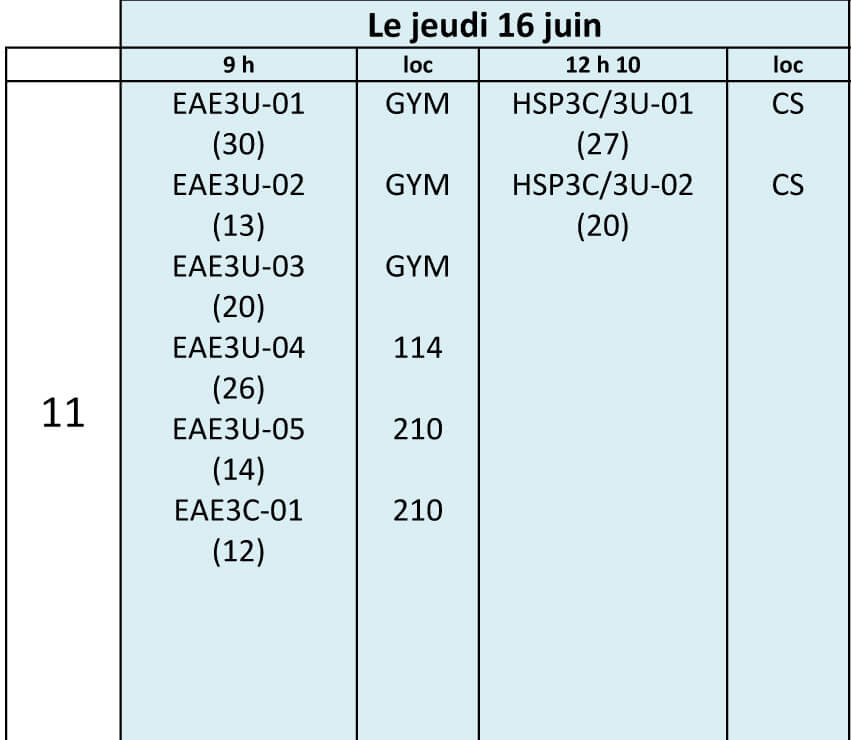 Le jeudi 16 juin
9 h loc 12 h 10 loc
EAE3U-01 GYM HSP3C/3U-01 CS
(30) (27)
EAE3U-02 GYM HSP3C/3U-02 CS
(13) (20)
EAE3U-03 GYM
(20)
EAE3U-04 114
(26)
11
EAE3U-05 210
(14)
EAE3C-01 210
(12)